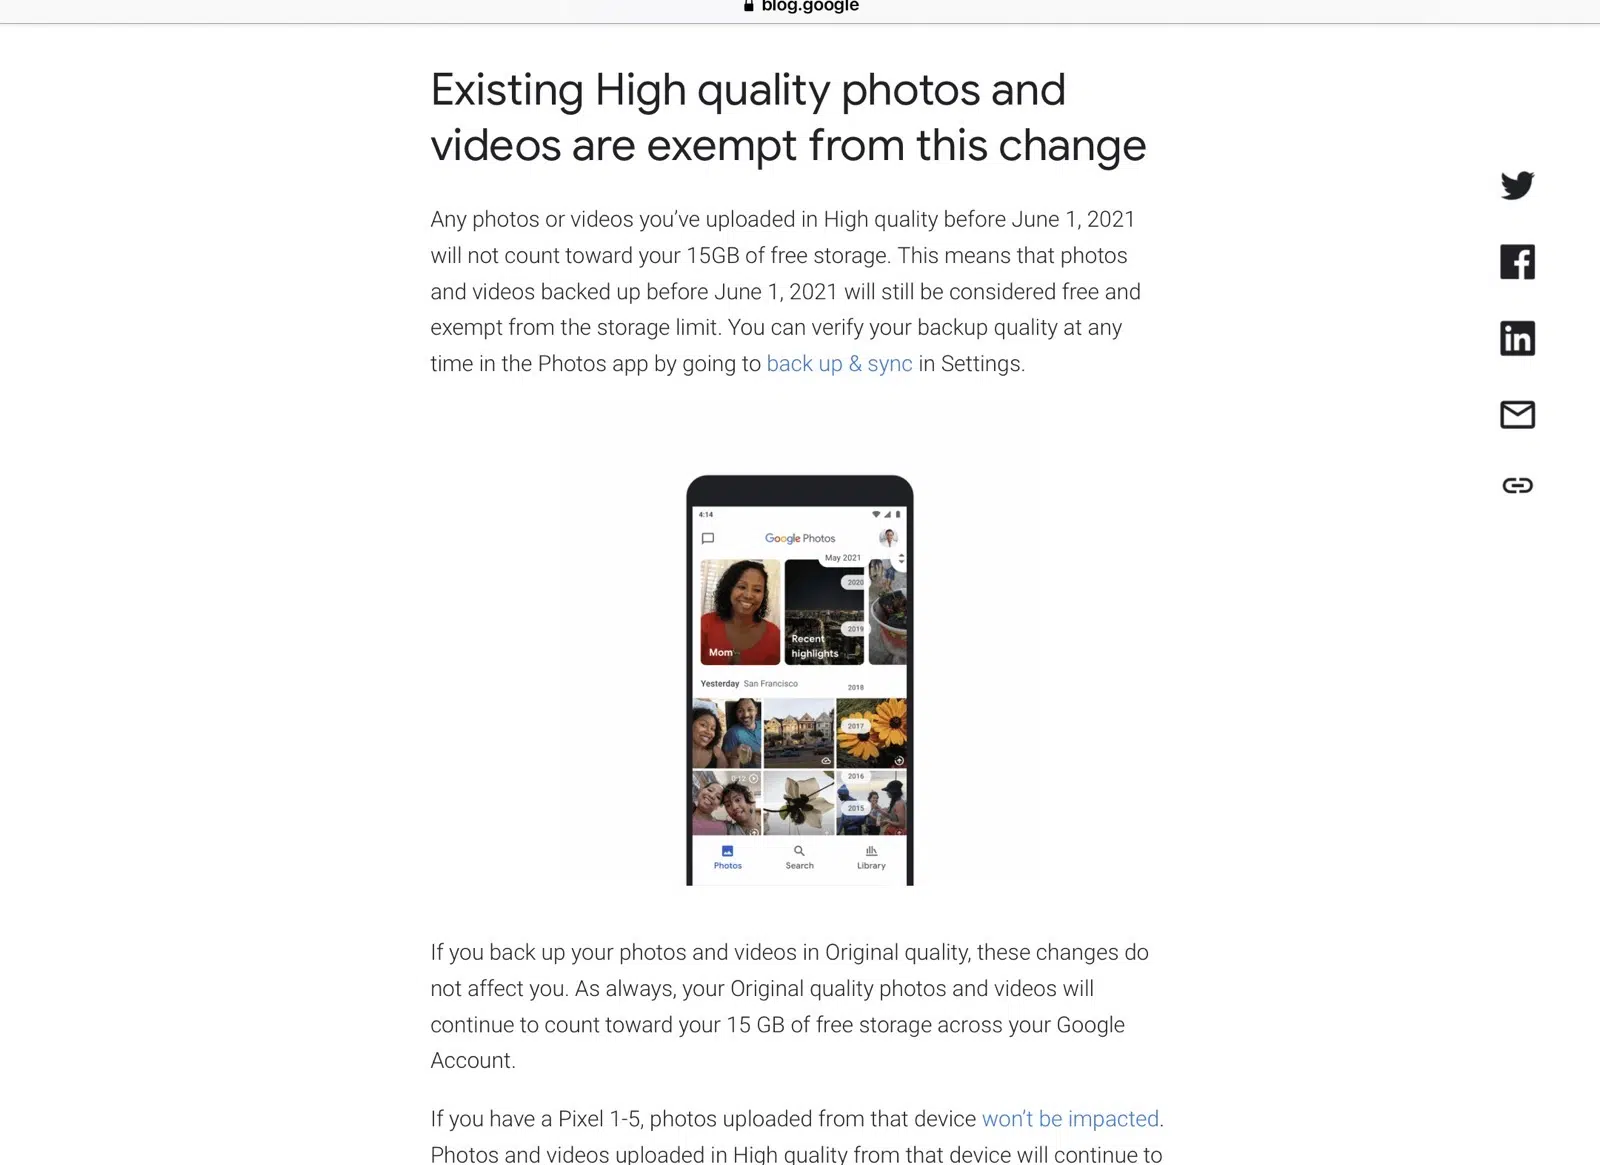 blog.google
Existing High quality photos and
videos are exempt from this change
Any photos or videos you’ve uploaded in High quality before June 1, 2021
will not count toward your 15GB of free storage. This means that photos
and videos backed up before June 1, 2021 will still be considered free and
exempt from the storage limit. You can verify your backup quality at any
time in the Photos app by going to back up & sync in Settings.
4:14
Google Photos
May 2021
2020
2019
Mom
Recent
highlights
Yesterday San Francisco
2018
2017
0:12
2016
2015
Photos
Search
Library
If you back up your photos and videos in Original quality, these changes do
not affect you. As always, your Original quality photos and videos will
continue to count toward your 15 GB of free storage across your Google
Account.
If you have a Pixel 1-5, photos uploaded from that device won’t be impacted.
Photos and videos uploaded in High quality from that device will continue to